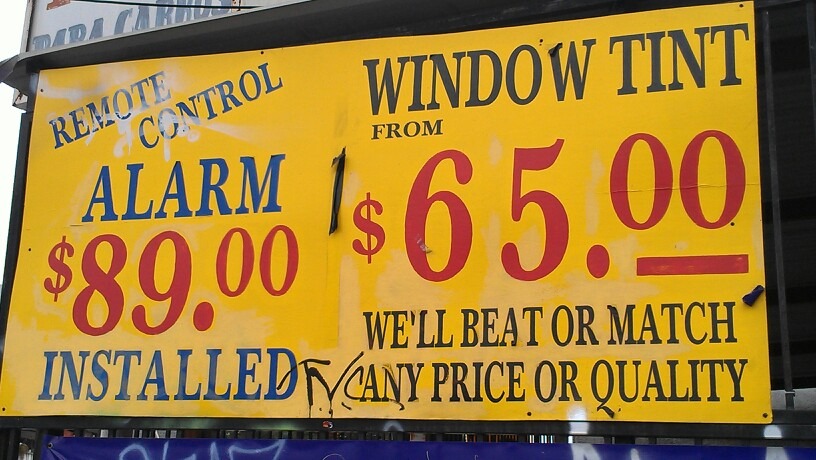 REMOTE
CONTROL
ALARM
$89.00
INSTALLED
WINDOW TINT
FROM
$65.00
WE'LL BEAT OR MATCH
ANY PRICE OR QUALITY